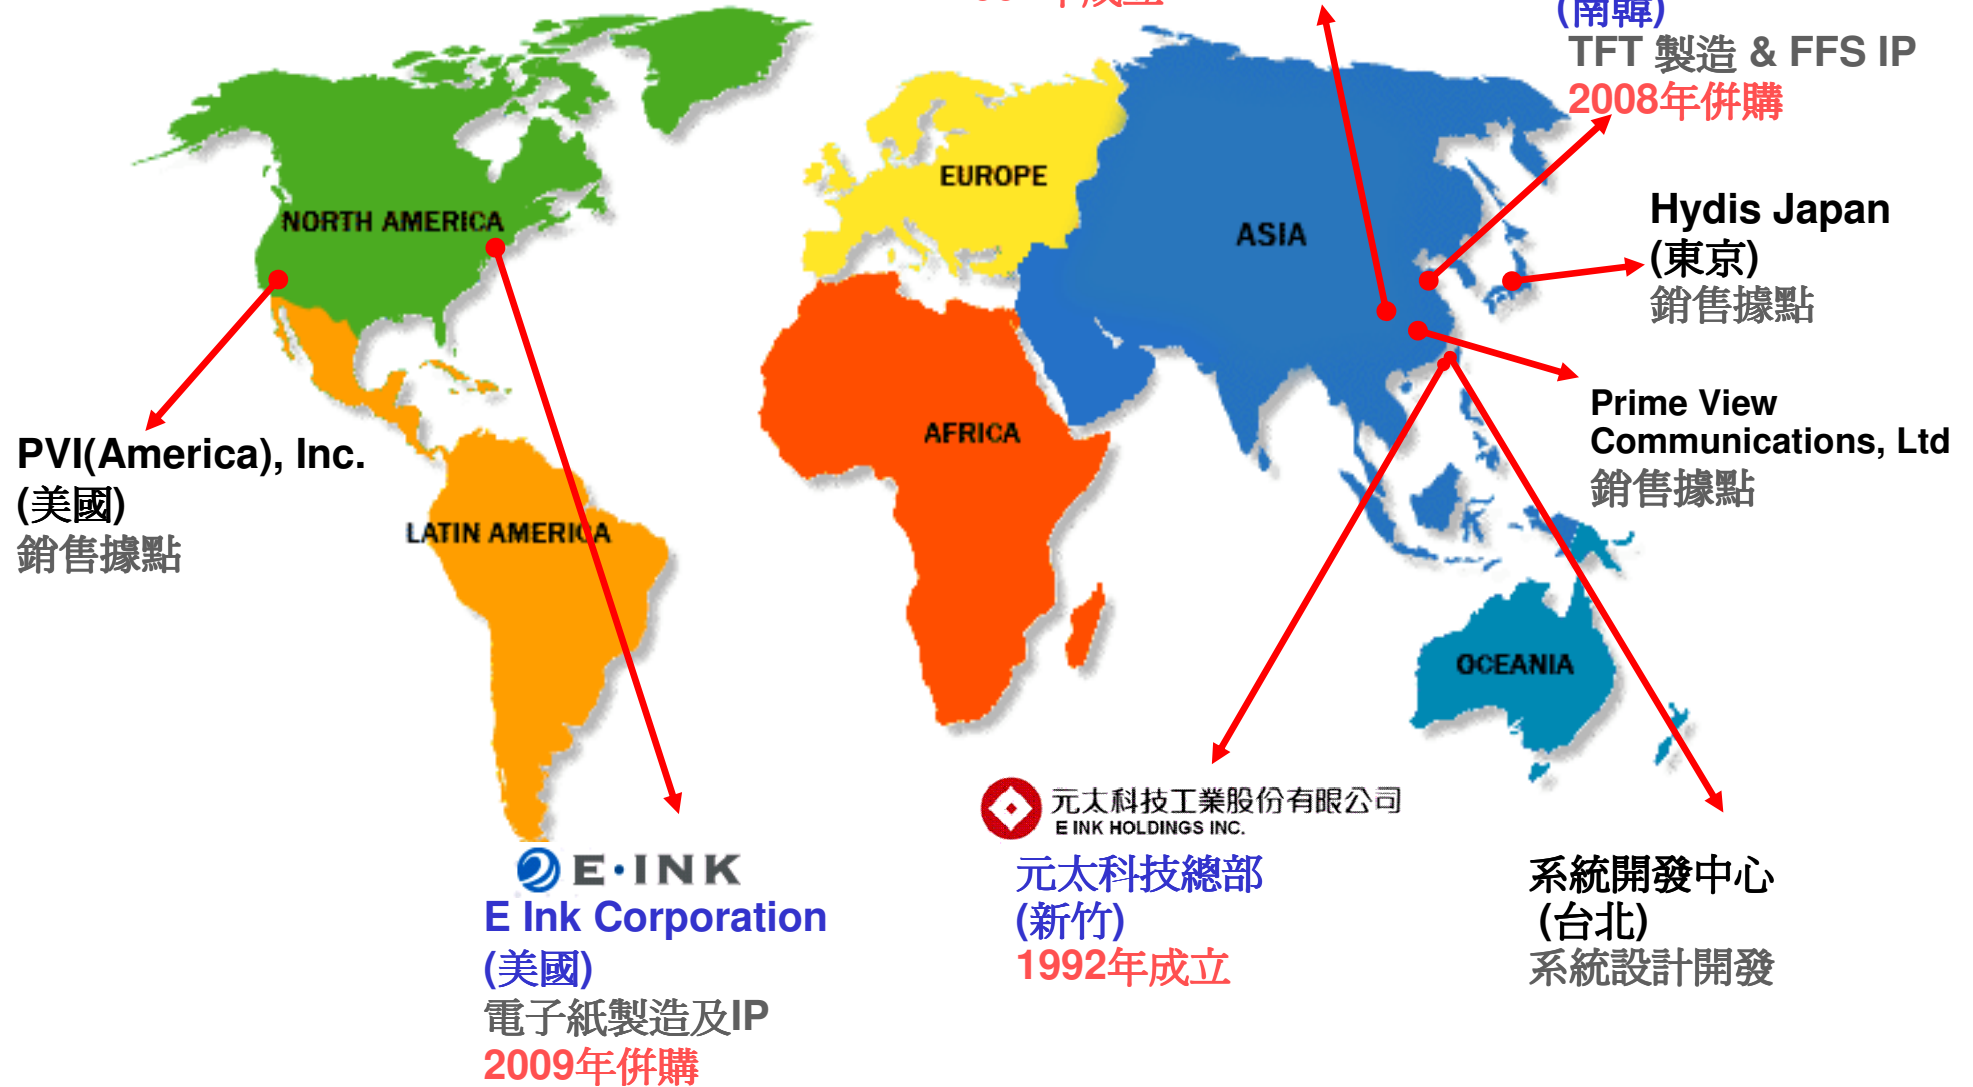 年成立
(南韓)
TFT 製造 & FFS IP
2008年併購
EUROPE
NORTH AMERICA
ASIA
Hydis Japan
(東京)
銷售據點
Prime View
Communications, Ltd
銷售據點
AFRICA
PVI(America), Inc.
(美國)
銷售據點
LATIN AMERICA
OCEANIA
元太科技工業股份有限公司
E INK HOLDINGS INC.
元太科技總部
(新竹)
1992年成立
E·INK
E Ink Corporation
(美國)
電子紙製造及IP
2009年併購
系統開發中心
(台北)
系統設計開發